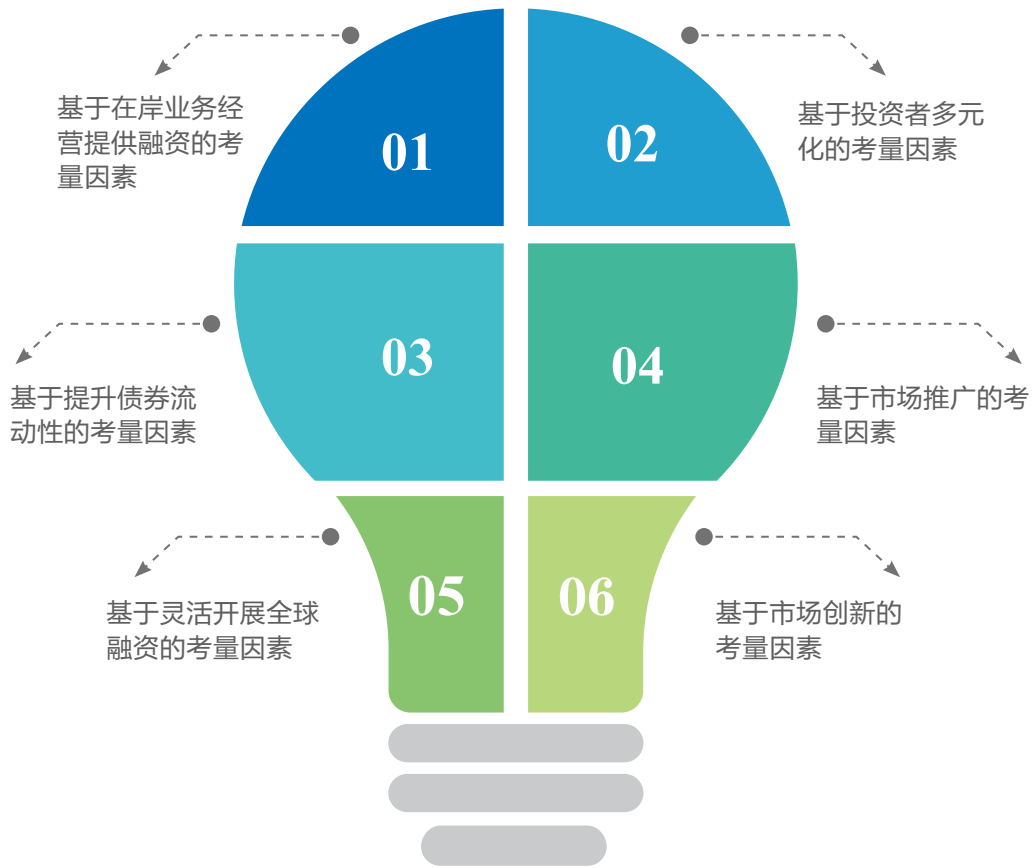 01
基于在岸业务经
营提供融资的考
量因素
02
基于投资者多元
化的考量因素
03
基于提升债券流
动性的考量因素
04
基于市场推广的考
量因素
05
基于灵活开展全球
融资的考量因素
06
基于市场创新的
考量因素